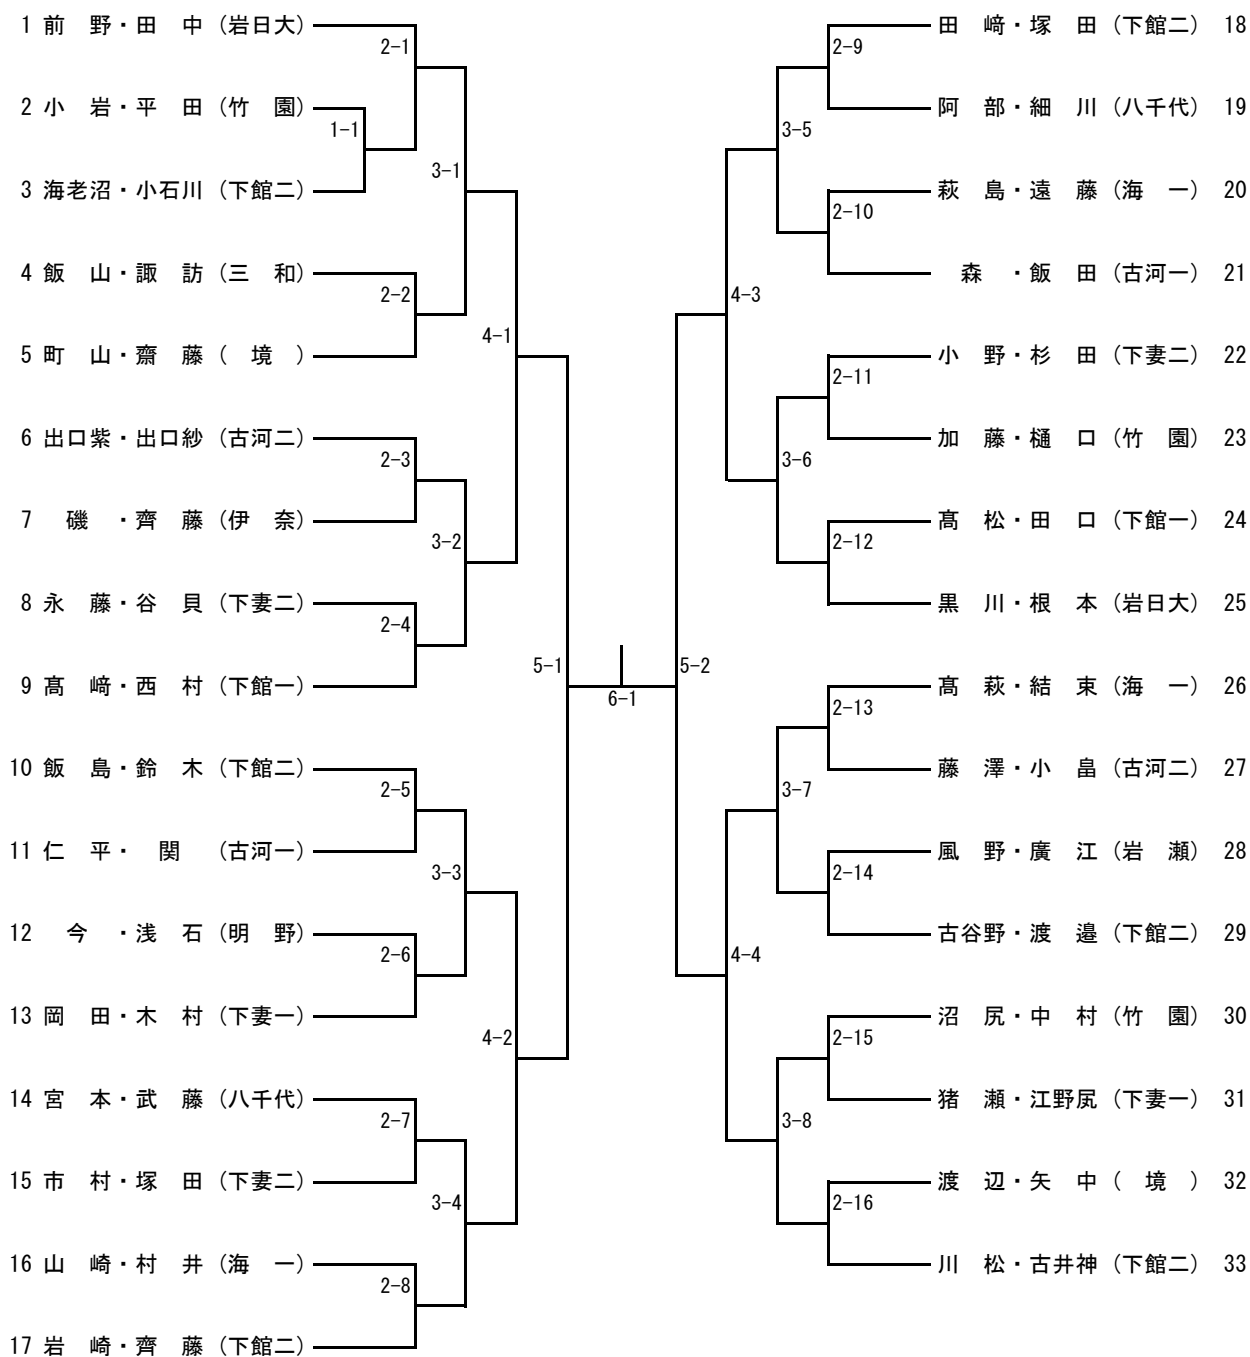 1 前　野・田　中（岩日大）
2-1
2 小　岩・平　田（竹　園）
1-1
3 海老沼・小石川（下館二）
3-1
4 飯　山・諏　訪（三　和）
2-2
5 町　山・齋　藤（　境　）
4-1
6 出口紫・出口紗（古河二）
2-3
7 　磯　・齊　藤（伊　奈）
3-2
8 永　藤・谷　貝（下妻二）
2-4
9 髙　﨑・西　村（下館一）
5-1
10 飯　島・鈴　木（下館二）
2-5
11 仁　平・　関　（古河一）
3-3
12 　今　・浅　石（明　野）
2-6
13 岡　田・木　村（下妻一）
4-2
14 宮　本・武　藤（八千代）
2-7
15 市　村・塚　田（下妻二）
3-4
16 山　崎・村　井（海　一）
2-8
17 岩　崎・齊　藤（下館二）
6-1
田　﨑・塚　田（下館二） 18
2-9
阿　部・細　川（八千代） 19
3-5
萩　島・遠　藤（海　一） 20
2-10
　森　・飯　田（古河一） 21
4-3
小　野・杉　田（下妻二） 22
2-11
加　藤・樋　口（竹　園） 23
3-6
髙　松・田　口（下館一） 24
2-12
黒　川・根　本（岩日大） 25
5-2
髙　萩・結　束（海　一） 26
2-13
藤　澤・小　畠（古河二） 27
3-7
風　野・廣　江（岩　瀬） 28
2-14
古谷野・渡　邉（下館二） 29
4-4
沼　尻・中　村（竹　園） 30
2-15
猪　瀬・江野尻（下妻一） 31
3-8
渡　辺・矢　中（　境　） 32
2-16
川　松・古井神（下館二） 33